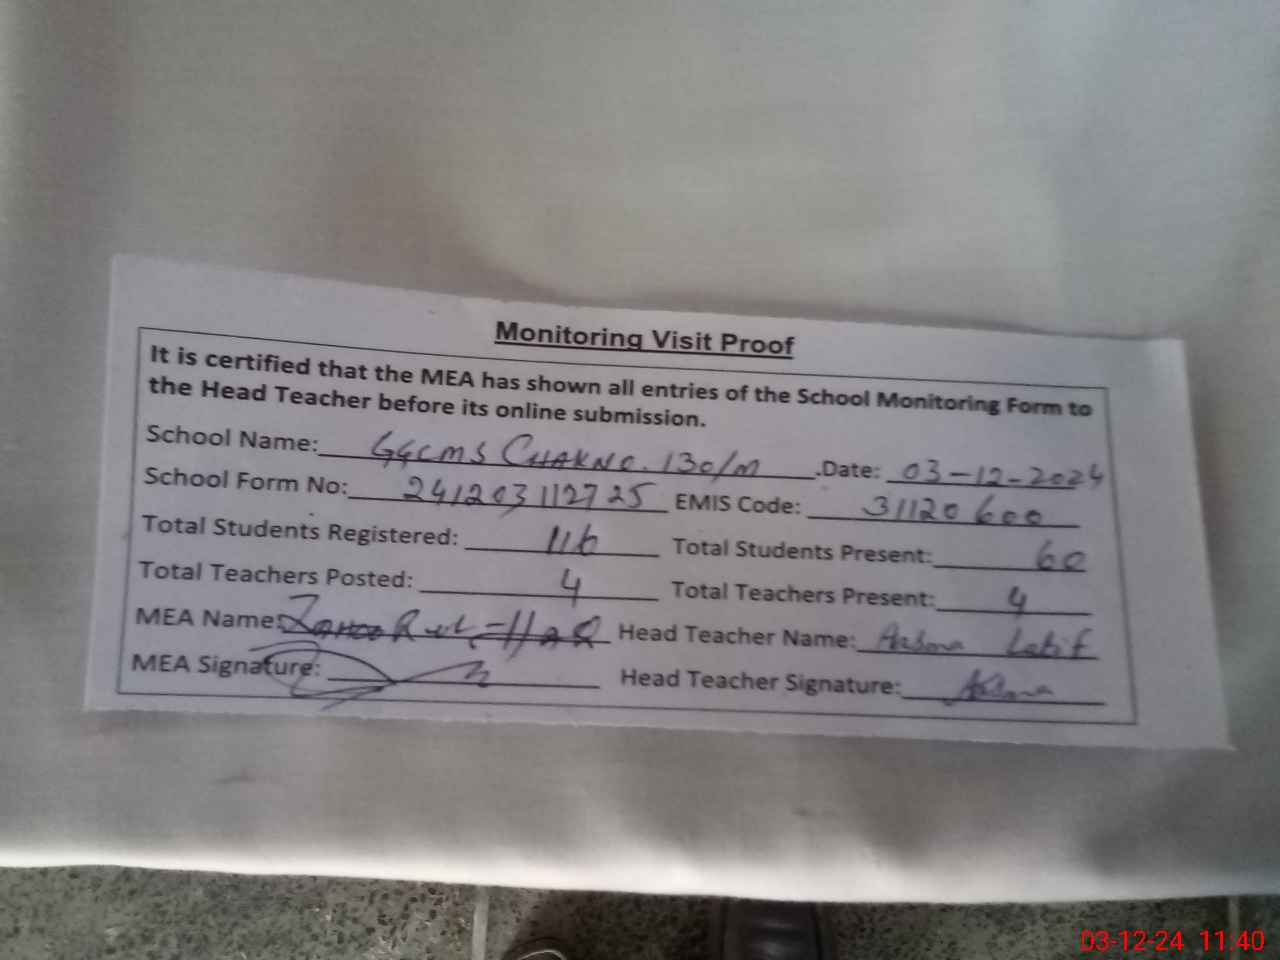 Monitoring Visit Proof
It is certified that the MEA has shown all entries of the School Monitoring Form to
the Head Teacher before its online submission.
School Name: GGCMS CHAK NO. 130/M .Date: 03-12-2024
School Form No: 241203112725 EMIS Code: 31120600
Total Students Registered: 116 Total Students Present: 60
Total Teachers Posted: 4 Total Teachers Present: 4
MEA Name: -HAQ Head Teacher Name: Latif
MEA Signature: Head Teacher Signature:
03-12-24 11:40